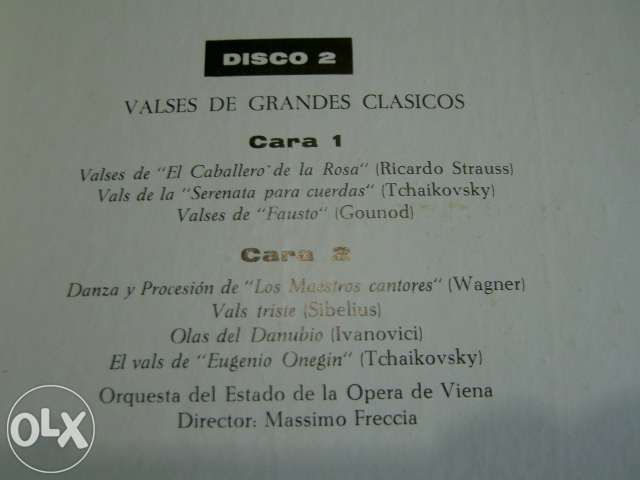 DISCO 2
VALSES DE GRANDES CLASICOS
Cara 1
Valses de "El Caballero de la Rosa" (Ricardo Strauss)
Vals de la "Serenata para cuerdas" (Tchaikovsky)
Valses de "Fausto" (Gounod)
Cara 2
Danza y Procesión de "Los Maestros cantores" (Wagner)
Vals triste (Sibelius)
Olas del Danubio (Ivanovici)
El vals de "Eugenio Onegin" (Tchaikovsky)
Orquesta del Estado de la Opera de Viena
Director: Massimo Freccia
OLX